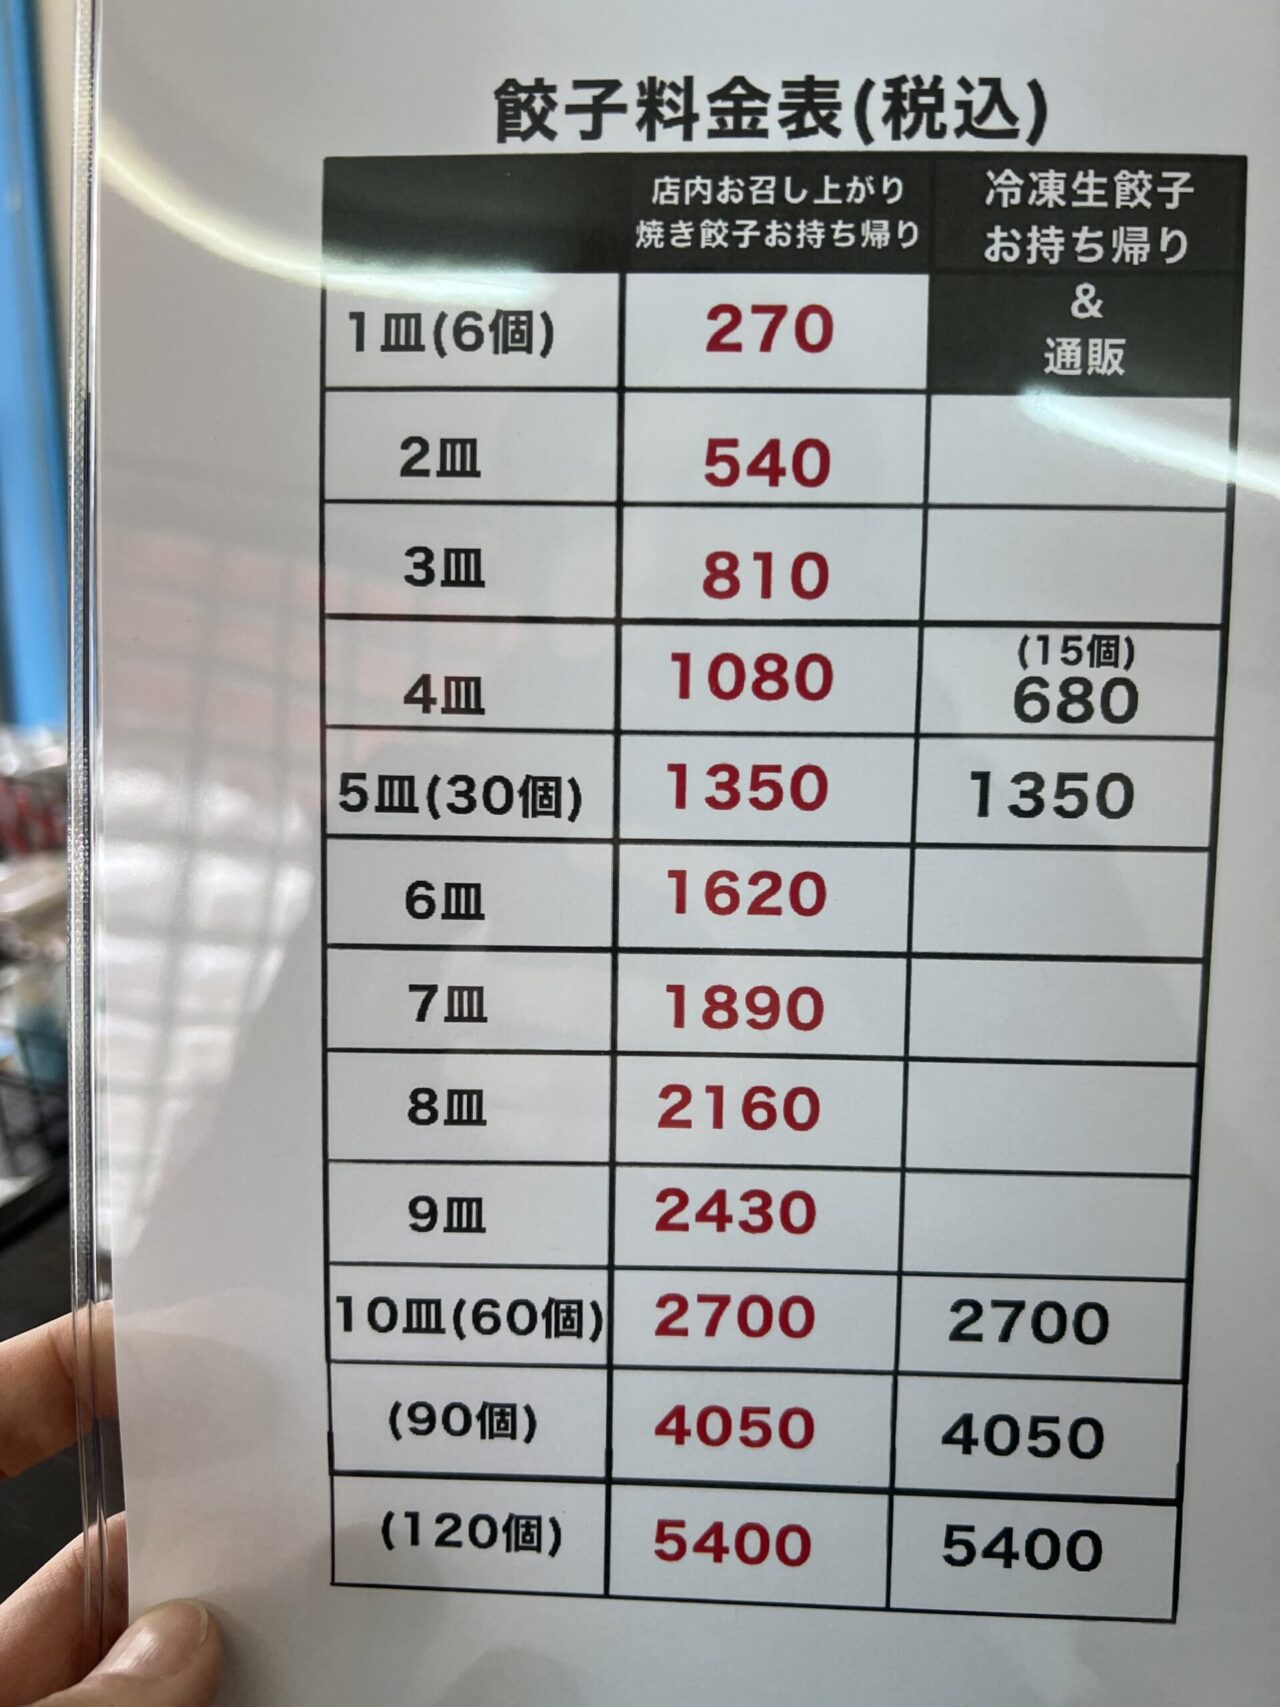 餃子料金表(税込)
店内お召し上がり
焼き餃子お持ち帰り
冷凍生餃子
お持ち帰り
&
通販
1皿(6個) 270
2皿 540
3皿 810
4皿 1080 (15個)
680
5皿(30個) 1350 1350
6皿 1620
7皿 1890
8皿 2160
9皿 2430
10皿(60個) 2700 2700
(90個) 4050 4050
(120個) 5400 5400